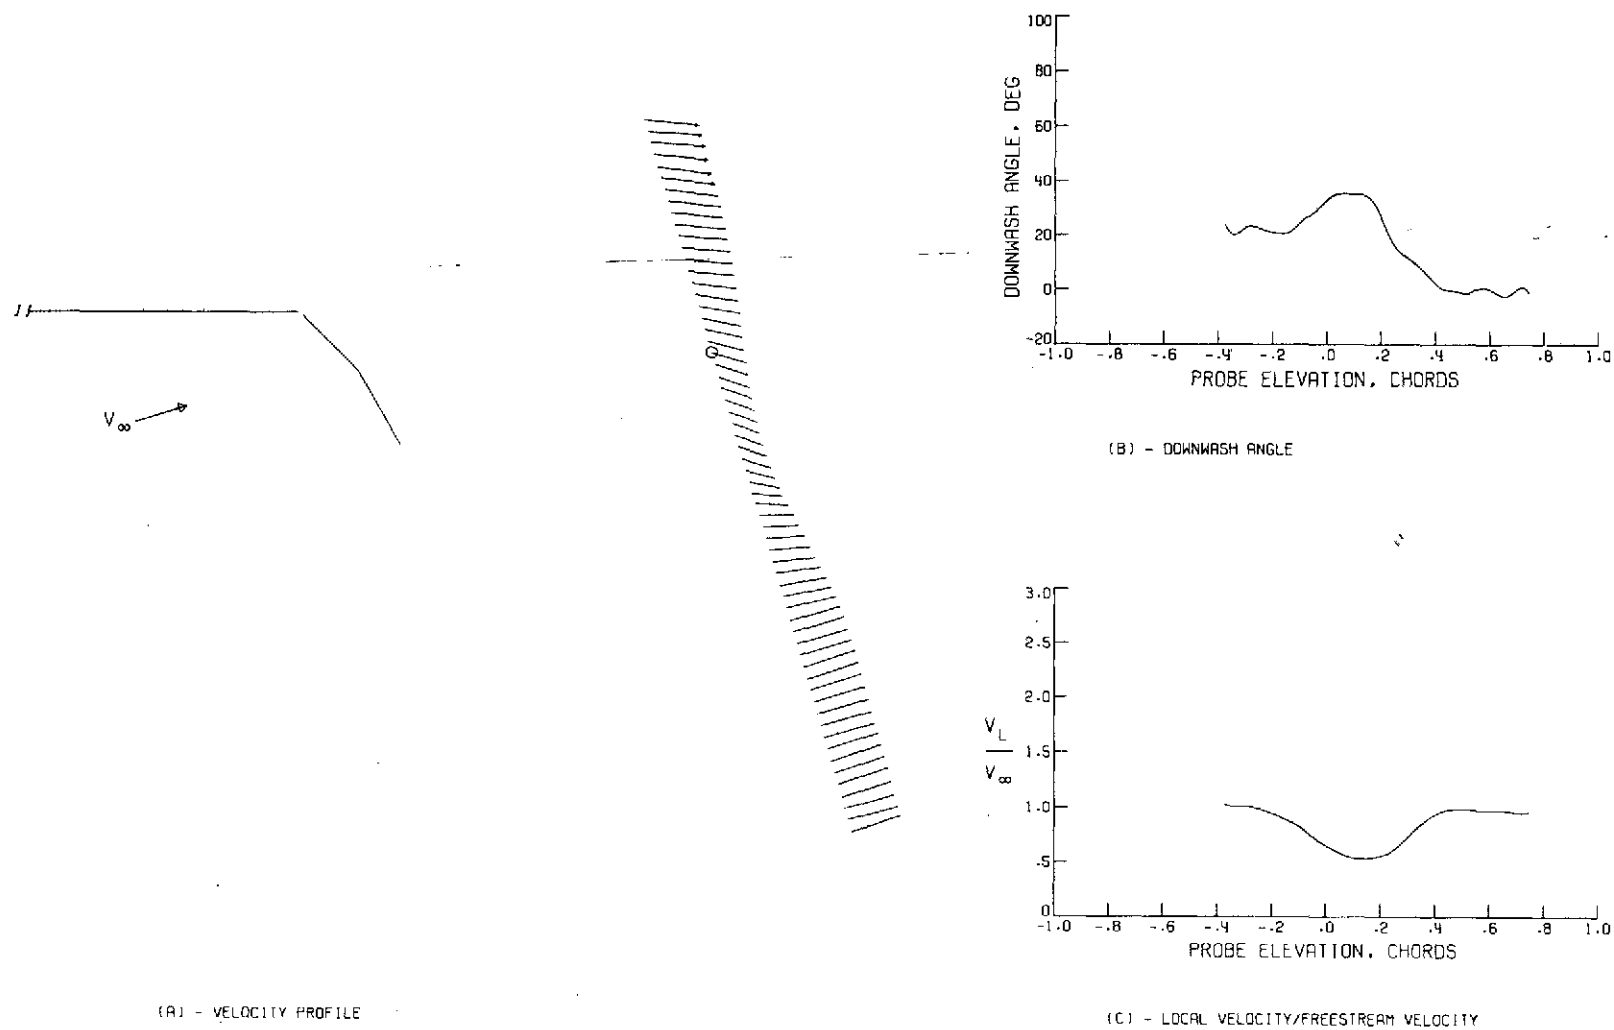 V∞
(A) - VELOCITY PROFILE
DOWNWASH ANGLE, DEG
100
80
60
40
20
0
-20
-1.0 -.8 -.6 -.4 -.2 .0 .2 .4 .6 .8 1.0
PROBE ELEVATION, CHORDS
(B) - DOWNWASH ANGLE
V_L
V∞
3.0
2.5
2.0
1.5
1.0
.5
0
-1.0 -.8 -.6 -.4 -.2 .0 .2 .4 .6 .8 1.0
PROBE ELEVATION, CHORDS
(C) - LOCAL VELOCITY/FREESTREAM VELOCITY